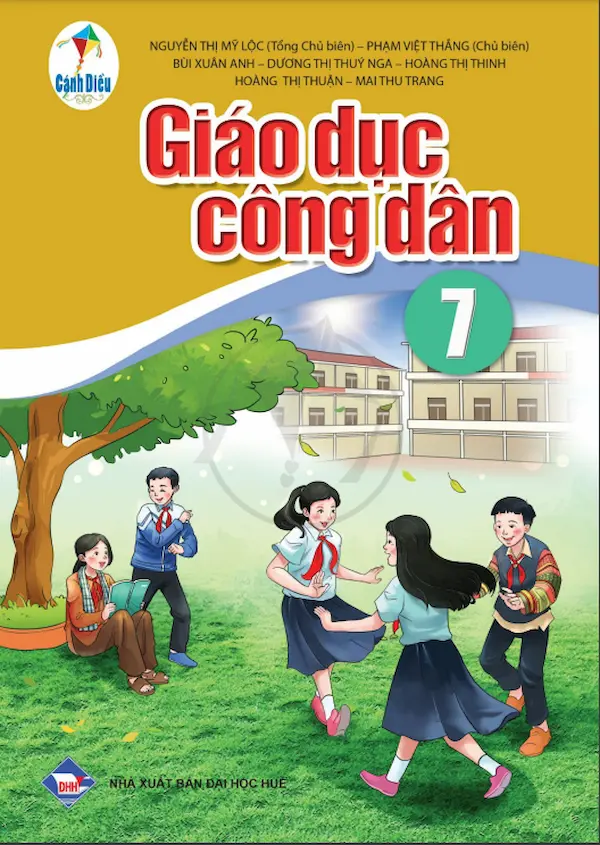 Cánh Diều
NGUYỄN THỊ MỸ LỘC (Tổng Chủ biên) – PHẠM VIỆT THẮNG (Chủ biên)
BÙI XUÂN ANH – DƯƠNG THỊ THUÝ NGA – HOÀNG THỊ THINH
HOÀNG THỊ THUẬN – MAI THU TRANG
Giáo dục
công dân
7
ĐHH
NHÀ XUẤT BẢN ĐẠI HỌC HUẾ